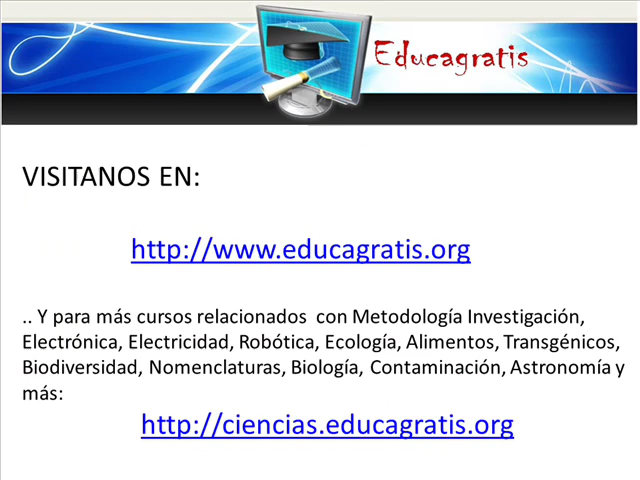 Educagratis
VISITANOS EN:
http://www.educagratis.org
.. Y para más cursos relacionados con Metodología Investigación,
Electrónica, Electricidad, Robótica, Ecología, Alimentos, Transgénicos,
Biodiversidad, Nomenclaturas, Biología, Contaminación, Astronomía y
más:
http://ciencias.educagratis.org